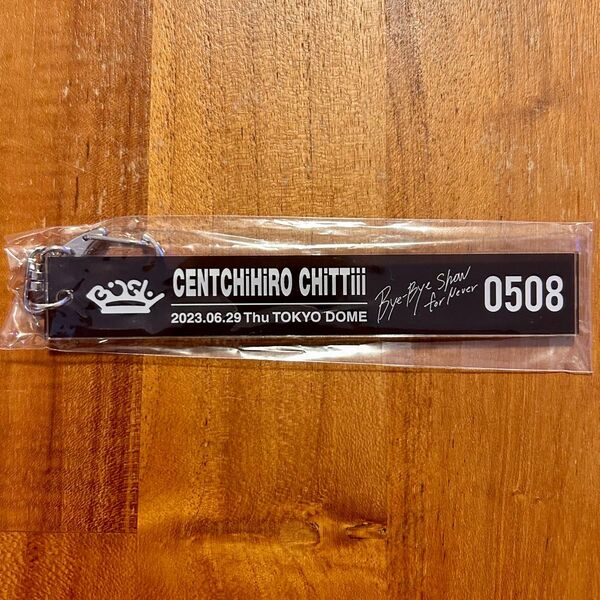 BiSH
CENTCHiHiRO CHiTTiii
2023.06.29 Thu TOKYO DOME
Bye-Bye Show
for Never
0508